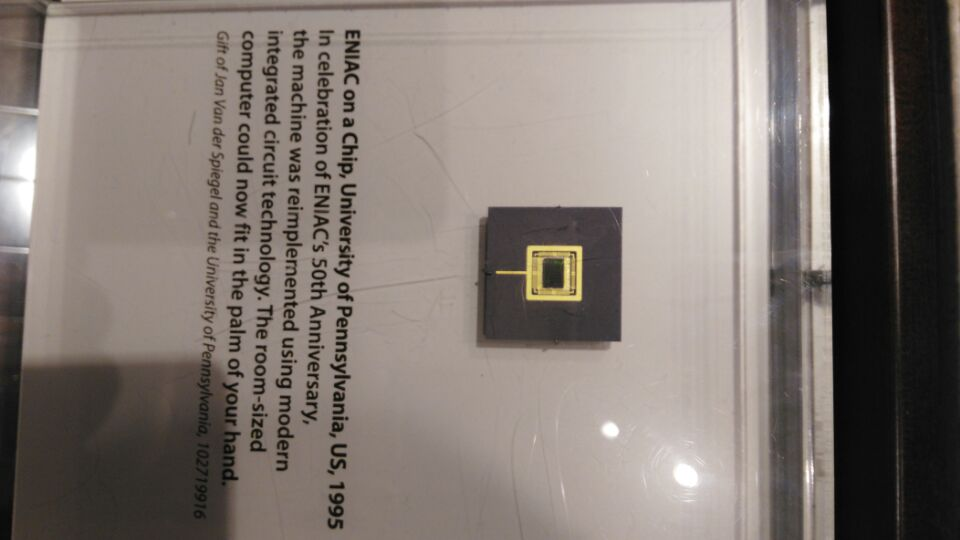 ENIAC on a Chip, University of Pennsylvania, US, 1995
In celebration of ENIAC's 50th Anniversary,
the machine was reimplemented using modern
integrated circuit technology. The room-sized
computer could now fit in the palm of your hand.
Gift of Jan Van der Spiegel and the University of Pennsylvania, 102719916